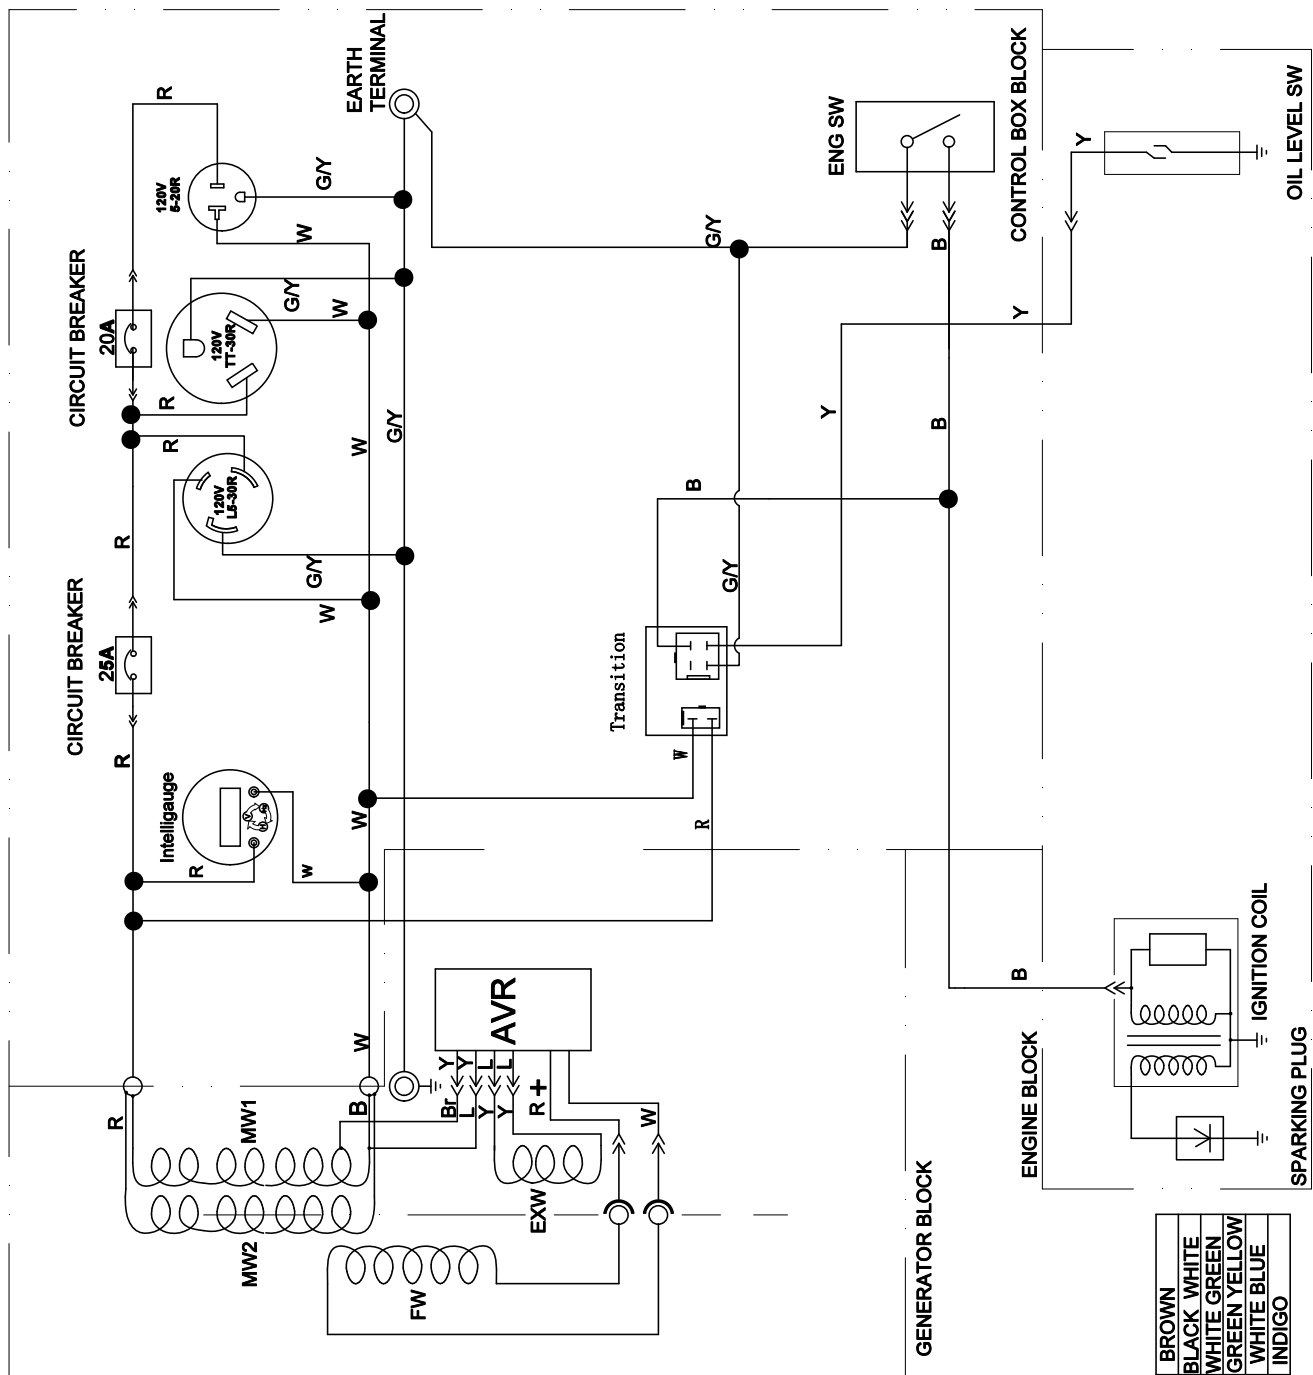 EARTH
TERMINAL
R
120V
5-20R
G/Y
W
CIRCUIT BREAKER
20A
120V
TT-30R
G/Y
W
R
W
G/Y
R
120V
L5-30R
R
G/Y
W
CIRCUIT BREAKER
25A
R
Intelligauge
V
R
w
W
W
ENG SW
CONTROL BOX BLOCK
OIL LEVEL SW
Y
G/Y
B
Y
Y
B
B
G/Y
Transition
W
R
AVR
Y
Y
L
L
Br
L
Y
Y
R
+
W
R
MW1
B
MW2
EXW
FW
GENERATOR BLOCK
B
ENGINE BLOCK
IGNITION COIL
SPARKING PLUG
BROWN
BLACK WHITE
WHITE GREEN
GREEN YELLOW
WHITE BLUE
INDIGO